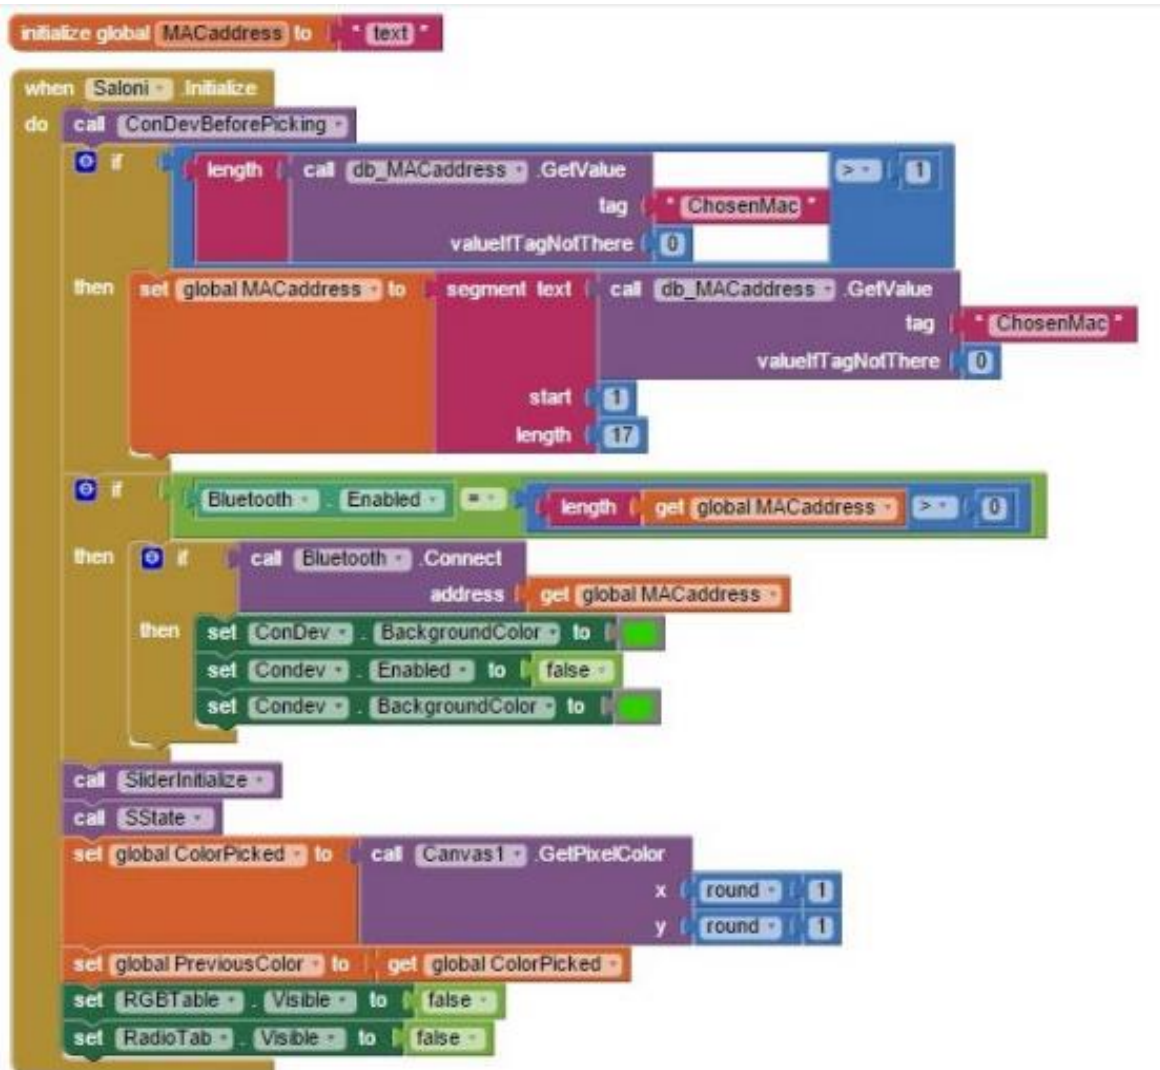 initialize global MACaddress to " text "
when Saloni .Initialize
do call ConDevBeforePicking
if length call db_MACaddress .GetValue > 1
tag " ChosenMac "
valueIfTagNotThere 0
then set global MACaddress to segment text call db_MACaddress .GetValue
tag " ChosenMac "
valueIfTagNotThere 0
start 1
length 17
if Bluetooth . Enabled = length get global MACaddress > 0
then if call Bluetooth .Connect
address get global MACaddress
then set ConDev . BackgroundColor to
set Condev . Enabled to false
set Condev . BackgroundColor to
call SliderInitialize
call SState
set global ColorPicked to call Canvas1 .GetPixelColor
x round 1
y round 1
set global PreviousColor to get global ColorPicked
set RGBTable . Visible to false
set RadioTab . Visible to false